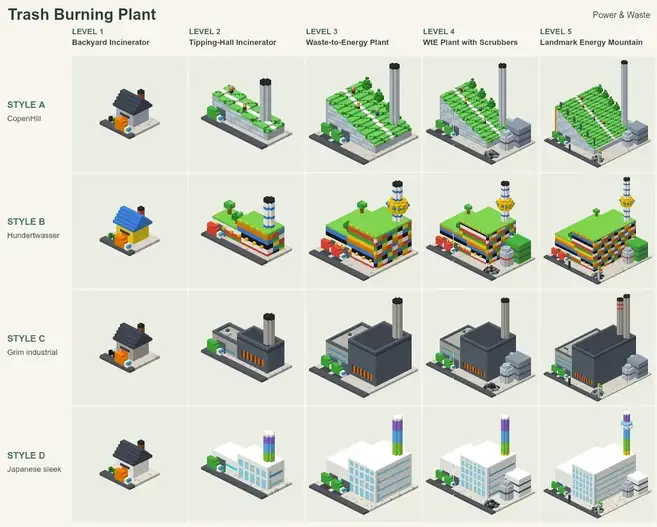 Trash Burning Plant
Power & Waste
LEVEL 1
Backyard Incinerator
LEVEL 2
Tipping-Hall Incinerator
LEVEL 3
Waste-to-Energy Plant
LEVEL 4
WtE Plant with Scrubbers
LEVEL 5
Landmark Energy Mountain
STYLE A
CopenHill
STYLE B
Hundertwasser
STYLE C
Grim industrial
STYLE D
Japanese sleek